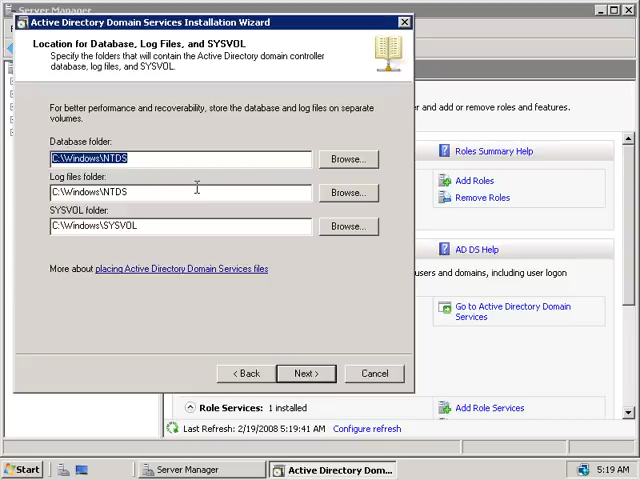 Server Manager
Active Directory Domain Services Installation Wizard
Location for Database, Log Files, and SYSVOL
Specify the folders that will contain the Active Directory domain controller
database, log files, and SYSVOL.
For better performance and recoverability, store the database and log files on separate
volumes.
Database folder:
C:\Windows\NTDS
Browse...
Log files folder:
C:\Windows\NTDS
Browse...
SYSVOL folder:
C:\Windows\SYSVOL
Browse...
More about placing Active Directory Domain Services files
< Back
Next >
Cancel
er and add or remove roles and features.
Roles Summary Help
Add Roles
Remove Roles
AD DS Help
users and domains, including user logon
Go to Active Directory Domain
Services
Role Services: 1 installed
Add Role Services
Last Refresh: 2/19/2008 5:19:41 AM
Configure refresh
Start
Server Manager
Active Directory Dom...
5:19 AM